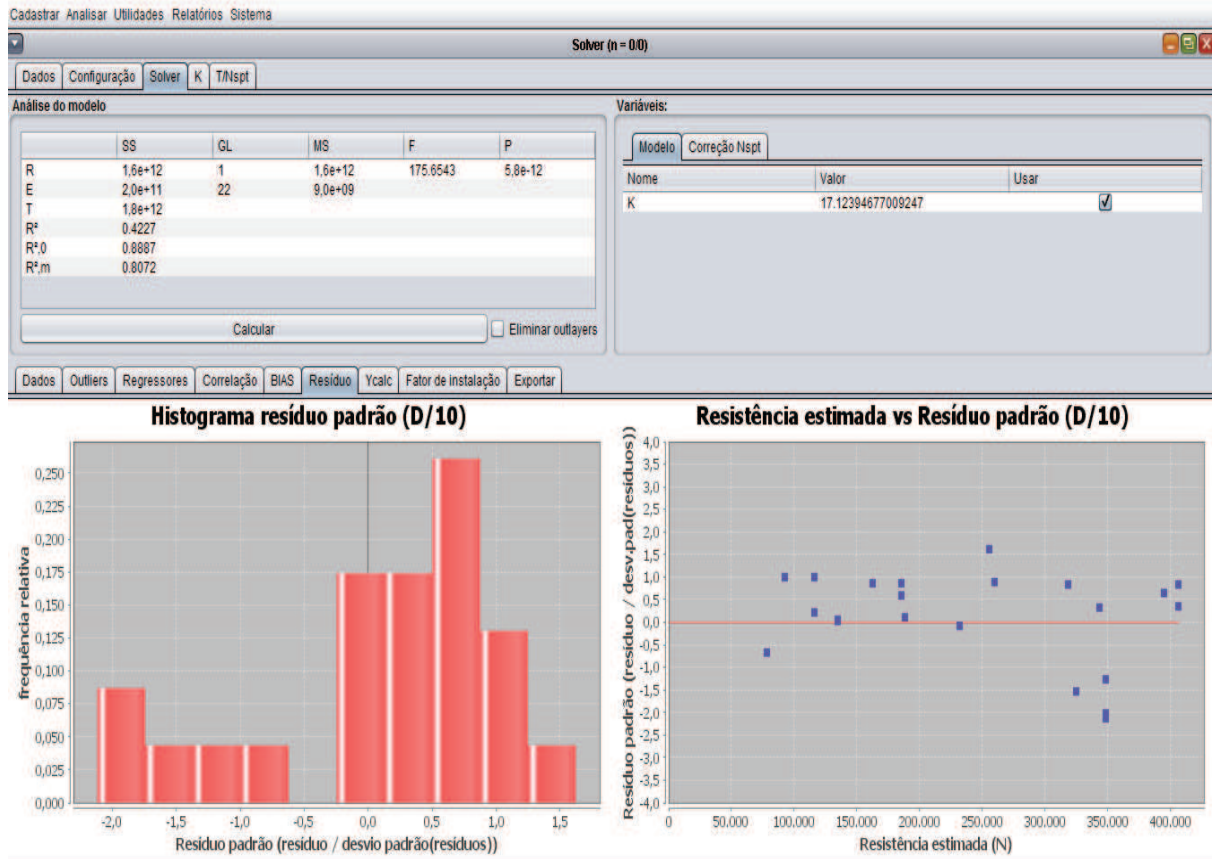 Cadastrar Analisar Utilidades Relatórios Sistema
Solver (n = 0/0)
Dados Configuração Solver K T/Nspt
Análise do modelo
SS GL MS F P
R 1,6e+12 1 1,6e+12 175.6543 5,8e-12
E 2,0e+11 22 9,0e+09
T 1,8e+12
R² 0.4227
R²,0 0.8887
R²,m 0.8072
Calcular Eliminar outlayers
Variáveis:
Modelo Correção Nspt
Nome Valor Usar
K 17.12394677009247
Dados Outliers Regressores Correlação BIAS Resíduo Ycalc Fator de instalação Exportar
Histograma resíduo padrão (D/10)
frequência relativa
0,250
0,225
0,200
0,175
0,150
0,125
0,100
0,075
0,050
0,025
0,000
-2,0 -1,5 -1,0 -0,5 0,0 0,5 1,0 1,5
Resíduo padrão (resíduo / desvio padrão(resíduos))
Resistência estimada vs Resíduo padrão (D/10)
Resíduo padrão (resíduo / desv.pad(resíduos))
4,0
3,5
3,0
2,5
2,0
1,5
1,0
0,5
0,0
-0,5
-1,0
-1,5
-2,0
-2,5
-3,0
-3,5
-4,0
0 50.000 100.000 150.000 200.000 250.000 300.000 350.000 400.000
Resistência estimada (N)